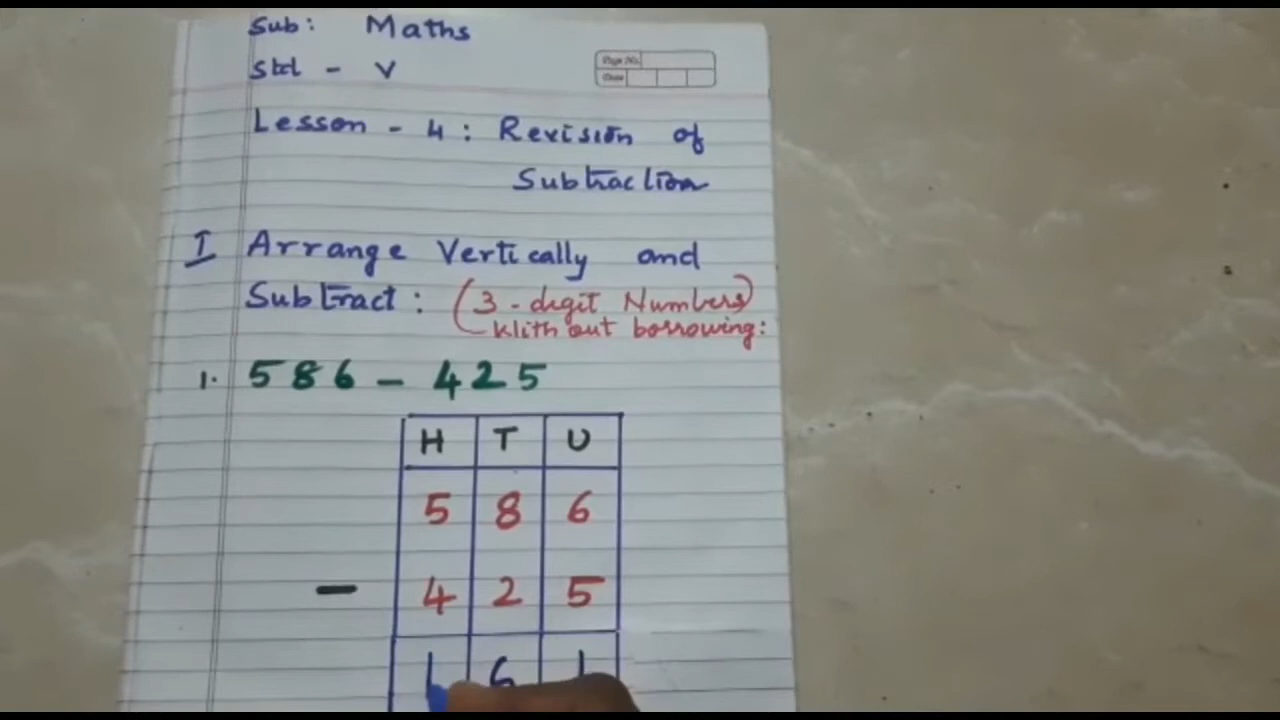 Sub: Maths
Std - V
Page No.
Date
Lesson - 4: Revision of
Subtraction
I Arrange Vertically and
Subtract: (3-digit Numbers)
Without borrowing:
1. 586 - 425
H T U
5 8 6
- 4 2 5
1 6 1